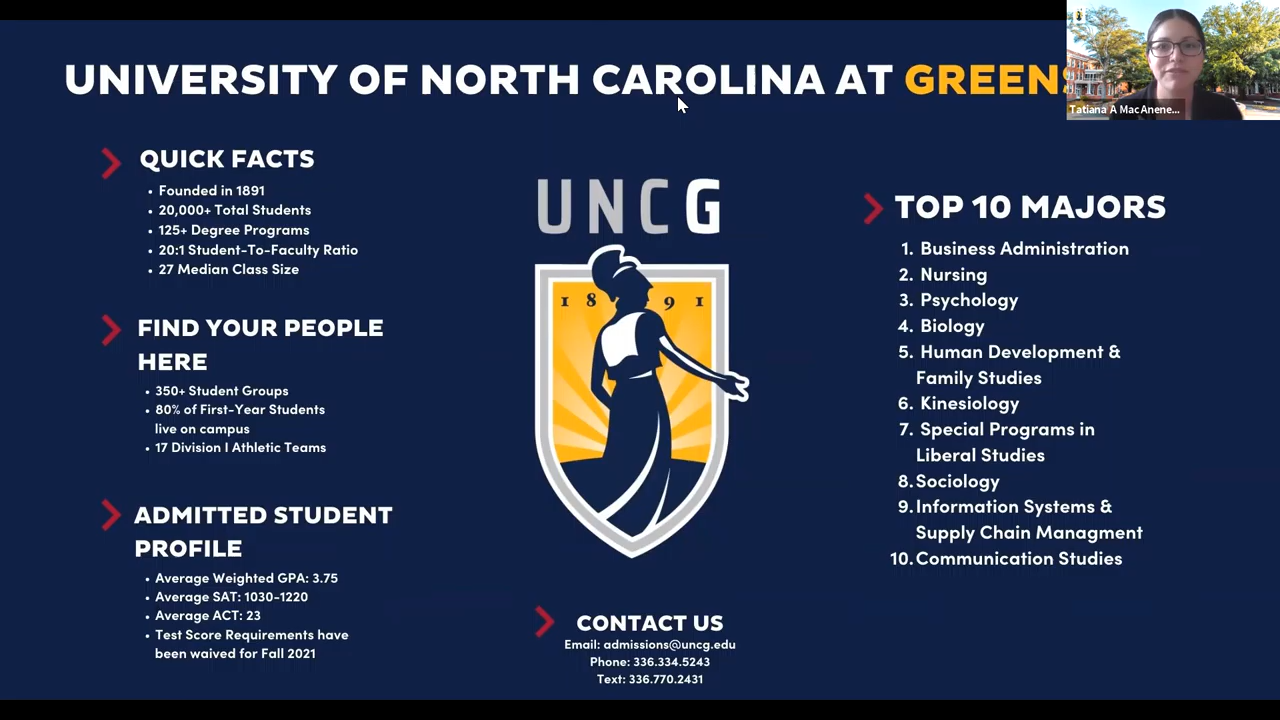 UNIVERSITY OF NORTH CAROLINA AT GREENS
Tatiana A MacAnene...
QUICK FACTS
• Founded in 1891
• 20,000+ Total Students
• 125+ Degree Programs
• 20:1 Student-To-Faculty Ratio
• 27 Median Class Size
FIND YOUR PEOPLE
HERE
• 350+ Student Groups
• 80% of First-Year Students
live on campus
• 17 Division I Athletic Teams
ADMITTED STUDENT
PROFILE
• Average Weighted GPA: 3.75
• Average SAT: 1030-1220
• Average ACT: 23
• Test Score Requirements have
been waived for Fall 2021
UNCG
1891
CONTACT US
Email: admissions@uncg.edu
Phone: 336.334.5243
Text: 336.770.2431
TOP 10 MAJORS
1. Business Administration
2. Nursing
3. Psychology
4. Biology
5. Human Development &
Family Studies
6. Kinesiology
7. Special Programs in
Liberal Studies
8. Sociology
9. Information Systems &
Supply Chain Managment
10. Communication Studies